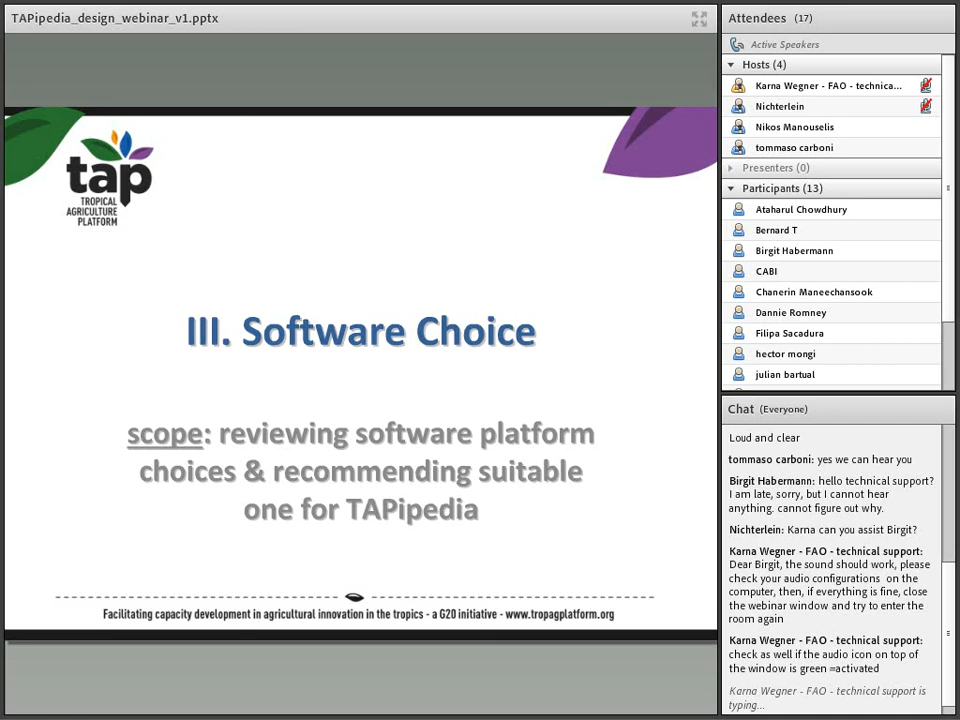 TAPipedia_design_webinar_v1.pptx
tap
TROPICAL
AGRICULTURE
PLATFORM
III. Software Choice
scope: reviewing software platform
choices & recommending suitable
one for TAPipedia
Facilitating capacity development in agricultural innovation in the tropics - a G20 initiative - www.tropagplatform.org
Attendees (17)
Active Speakers
Hosts (4)
Karna Wegner - FAO - technica...
Nichterlein
Nikos Manouselis
tommaso carboni
Presenters (0)
Participants (13)
Ataharul Chowdhury
Bernard T
Birgit Habermann
CABI
Chanerin Maneechansook
Dannie Romney
Filipa Sacadura
hector mongi
julian bartual
Chat (Everyone)
Loud and clear
tommaso carboni: yes we can hear you
Birgit Habermann: hello technical support?
I am late, sorry, but I cannot hear
anything. cannot figure out why.
Nichterlein: Karna can you assist Birgit?
Karna Wegner - FAO - technical support:
Dear Birgit, the sound should work, please
check your audio configurations on the
computer, then, if everything is fine, close
the webinar window and try to enter the
room again
Karna Wegner - FAO - technical support:
check as well if the audio icon on top of
the window is green =activated
Karna Wegner - FAO - technical support is
typing...